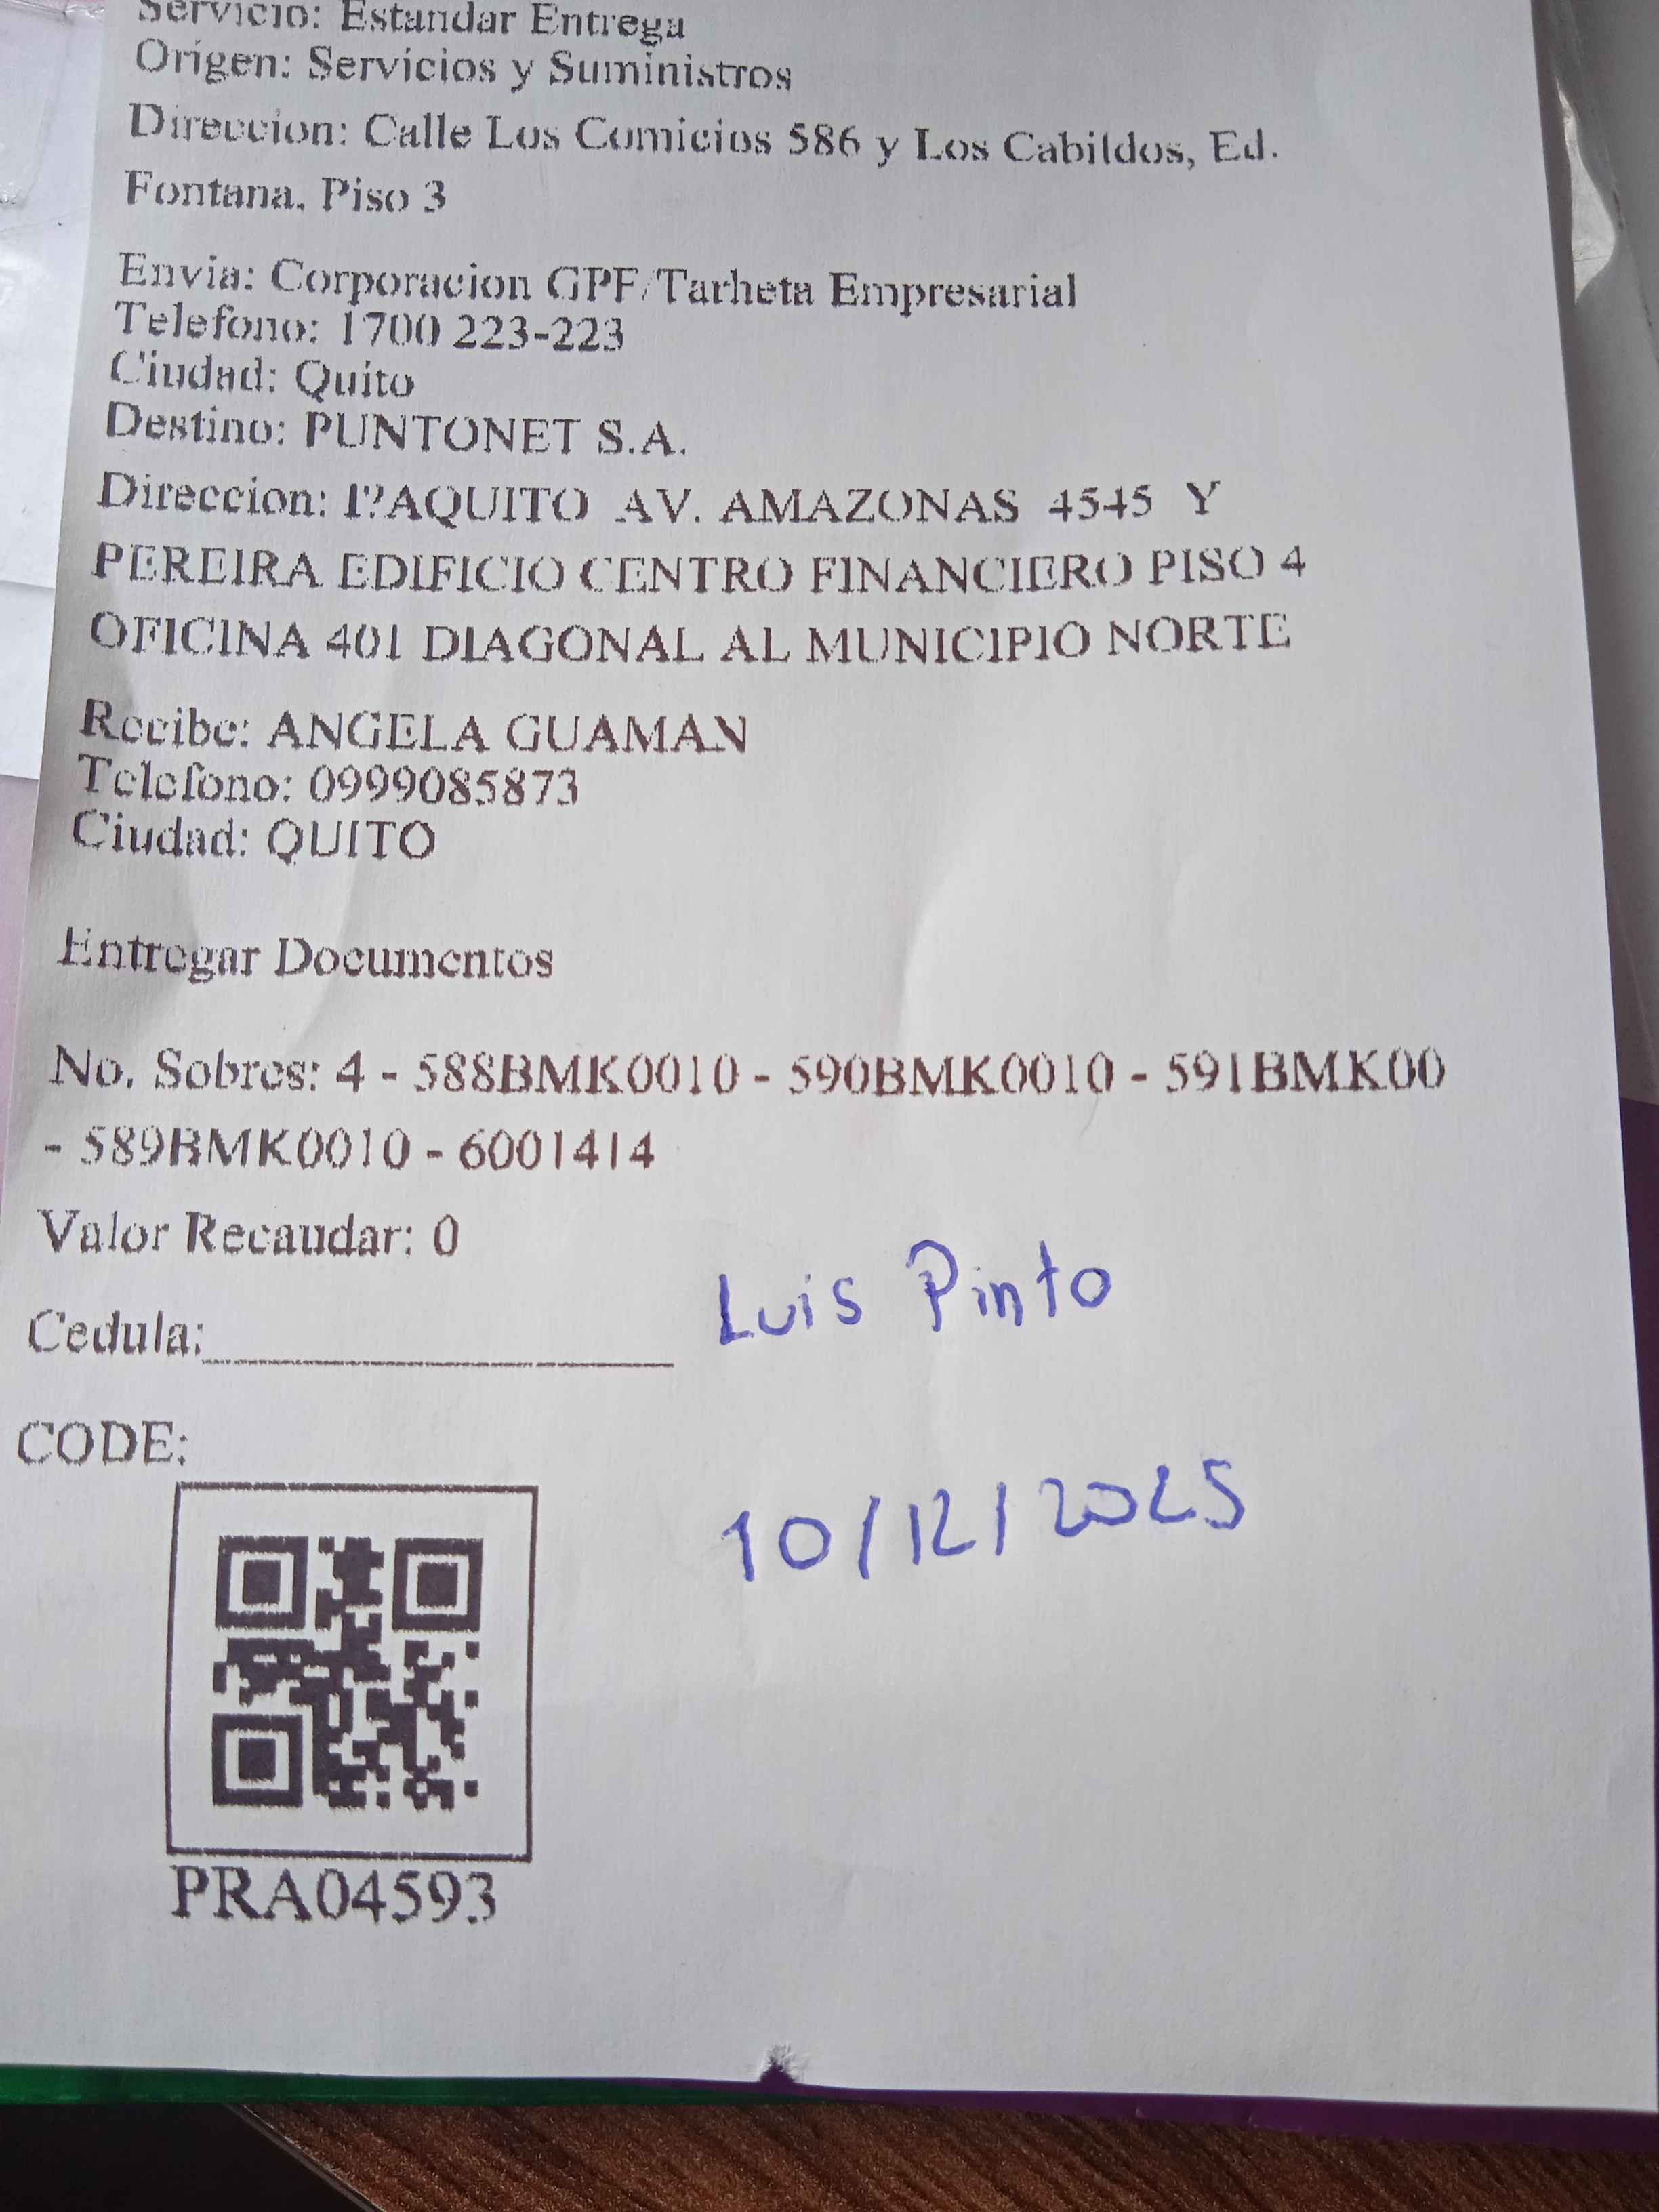 Servicio: Estandar Entrega
Origen: Servicios y Suministros
Direccion: Calle Los Comicios 586 y Los Cabildos, Ed.
Fontana. Piso 3
Envia: Corporacion GPF/Tarheta Empresarial
Telefono: 1700 223-223
Ciudad: Quito
Destino: PUNTONET S.A.
Direccion: I?AQUITO AV. AMAZONAS 4545 Y
PEREIRA EDIFICIO CENTRO FINANCIERO PISO 4
OFICINA 401 DIAGONAL AL MUNICIPIO NORTE
Recibe: ANGELA GUAMAN
Telefono: 0999085873
Ciudad: QUITO
Entregar Documentos
No. Sobres: 4 - 588BMK0010 - 590BMK0010 - 591BMK00
- 589BMK0010 - 6001414
Valor Recaudar: 0
Luis Pinto
Cedula:
CODE:
10/12/2025
PRA04593